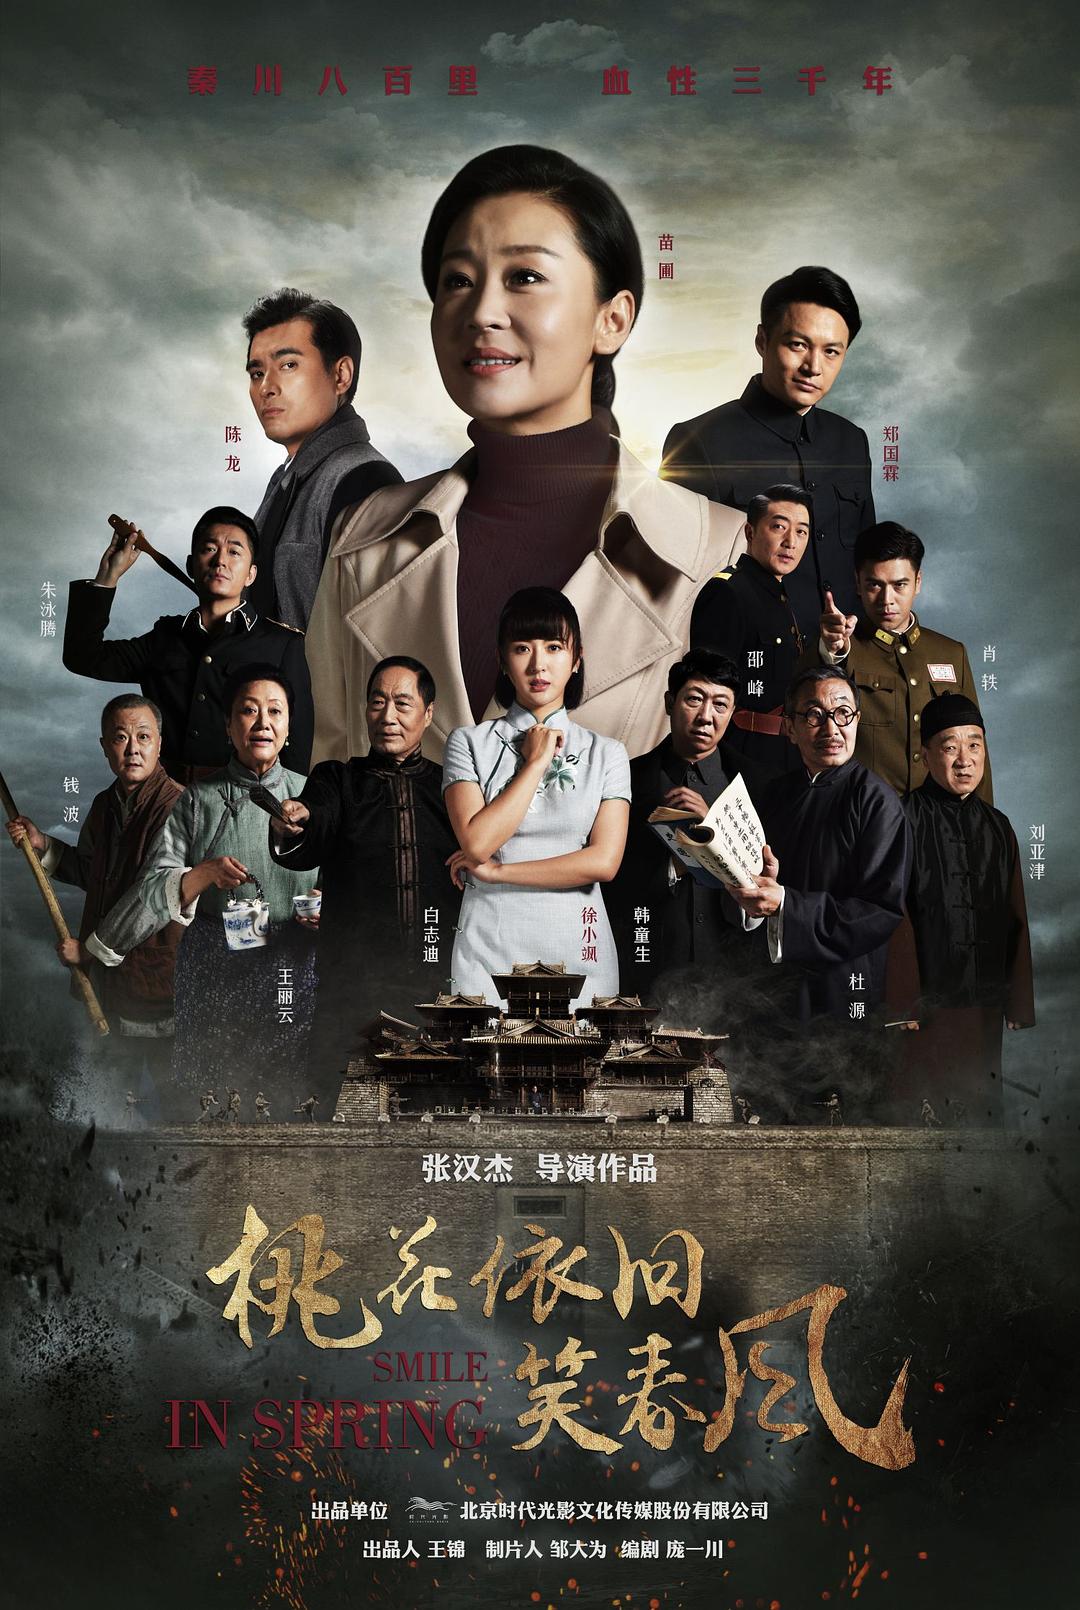 秦川八百里 血性三千年
苗圃
陈龙
郑国霖
朱泳腾
邵峰
肖轶
钱波
刘亚津
白志迪
徐小飒
韩童生
王丽云
杜源
张汉杰 导演作品
桃花依旧
笑春风
SMILE
IN SPRING
出品单位 时代光影 北京时代光影文化传媒股份有限公司
出品人 王锦 制片人 邹大为 编剧 庞一川